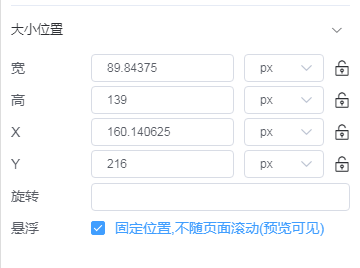 大小位置
宽 89.84375 px
高 139 px
X 160.140625 px
Y 216 px
旋转
悬浮 固定位置,不随页面滚动(预览可见)